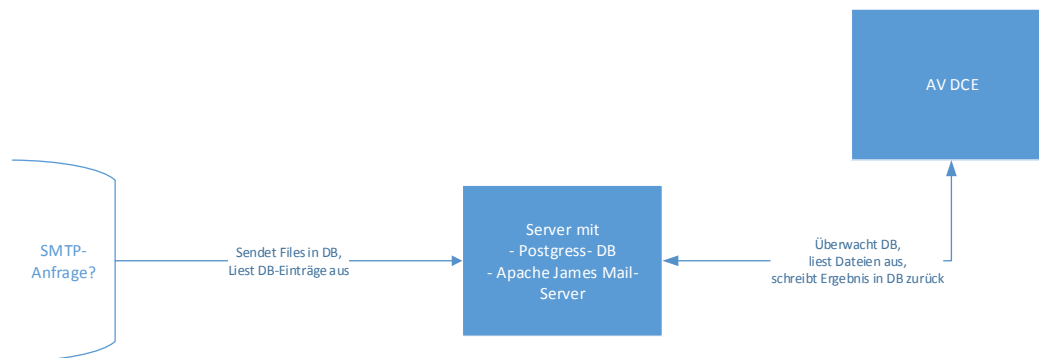 AV DCE
SMTP-
Anfrage?
Sendet Files in DB,
Liest DB-Einträge aus
Server mit
- Postgress- DB
- Apache James Mail-
Server
Überwacht DB,
liest Dateien aus,
schreibt Ergebnis in DB zurück